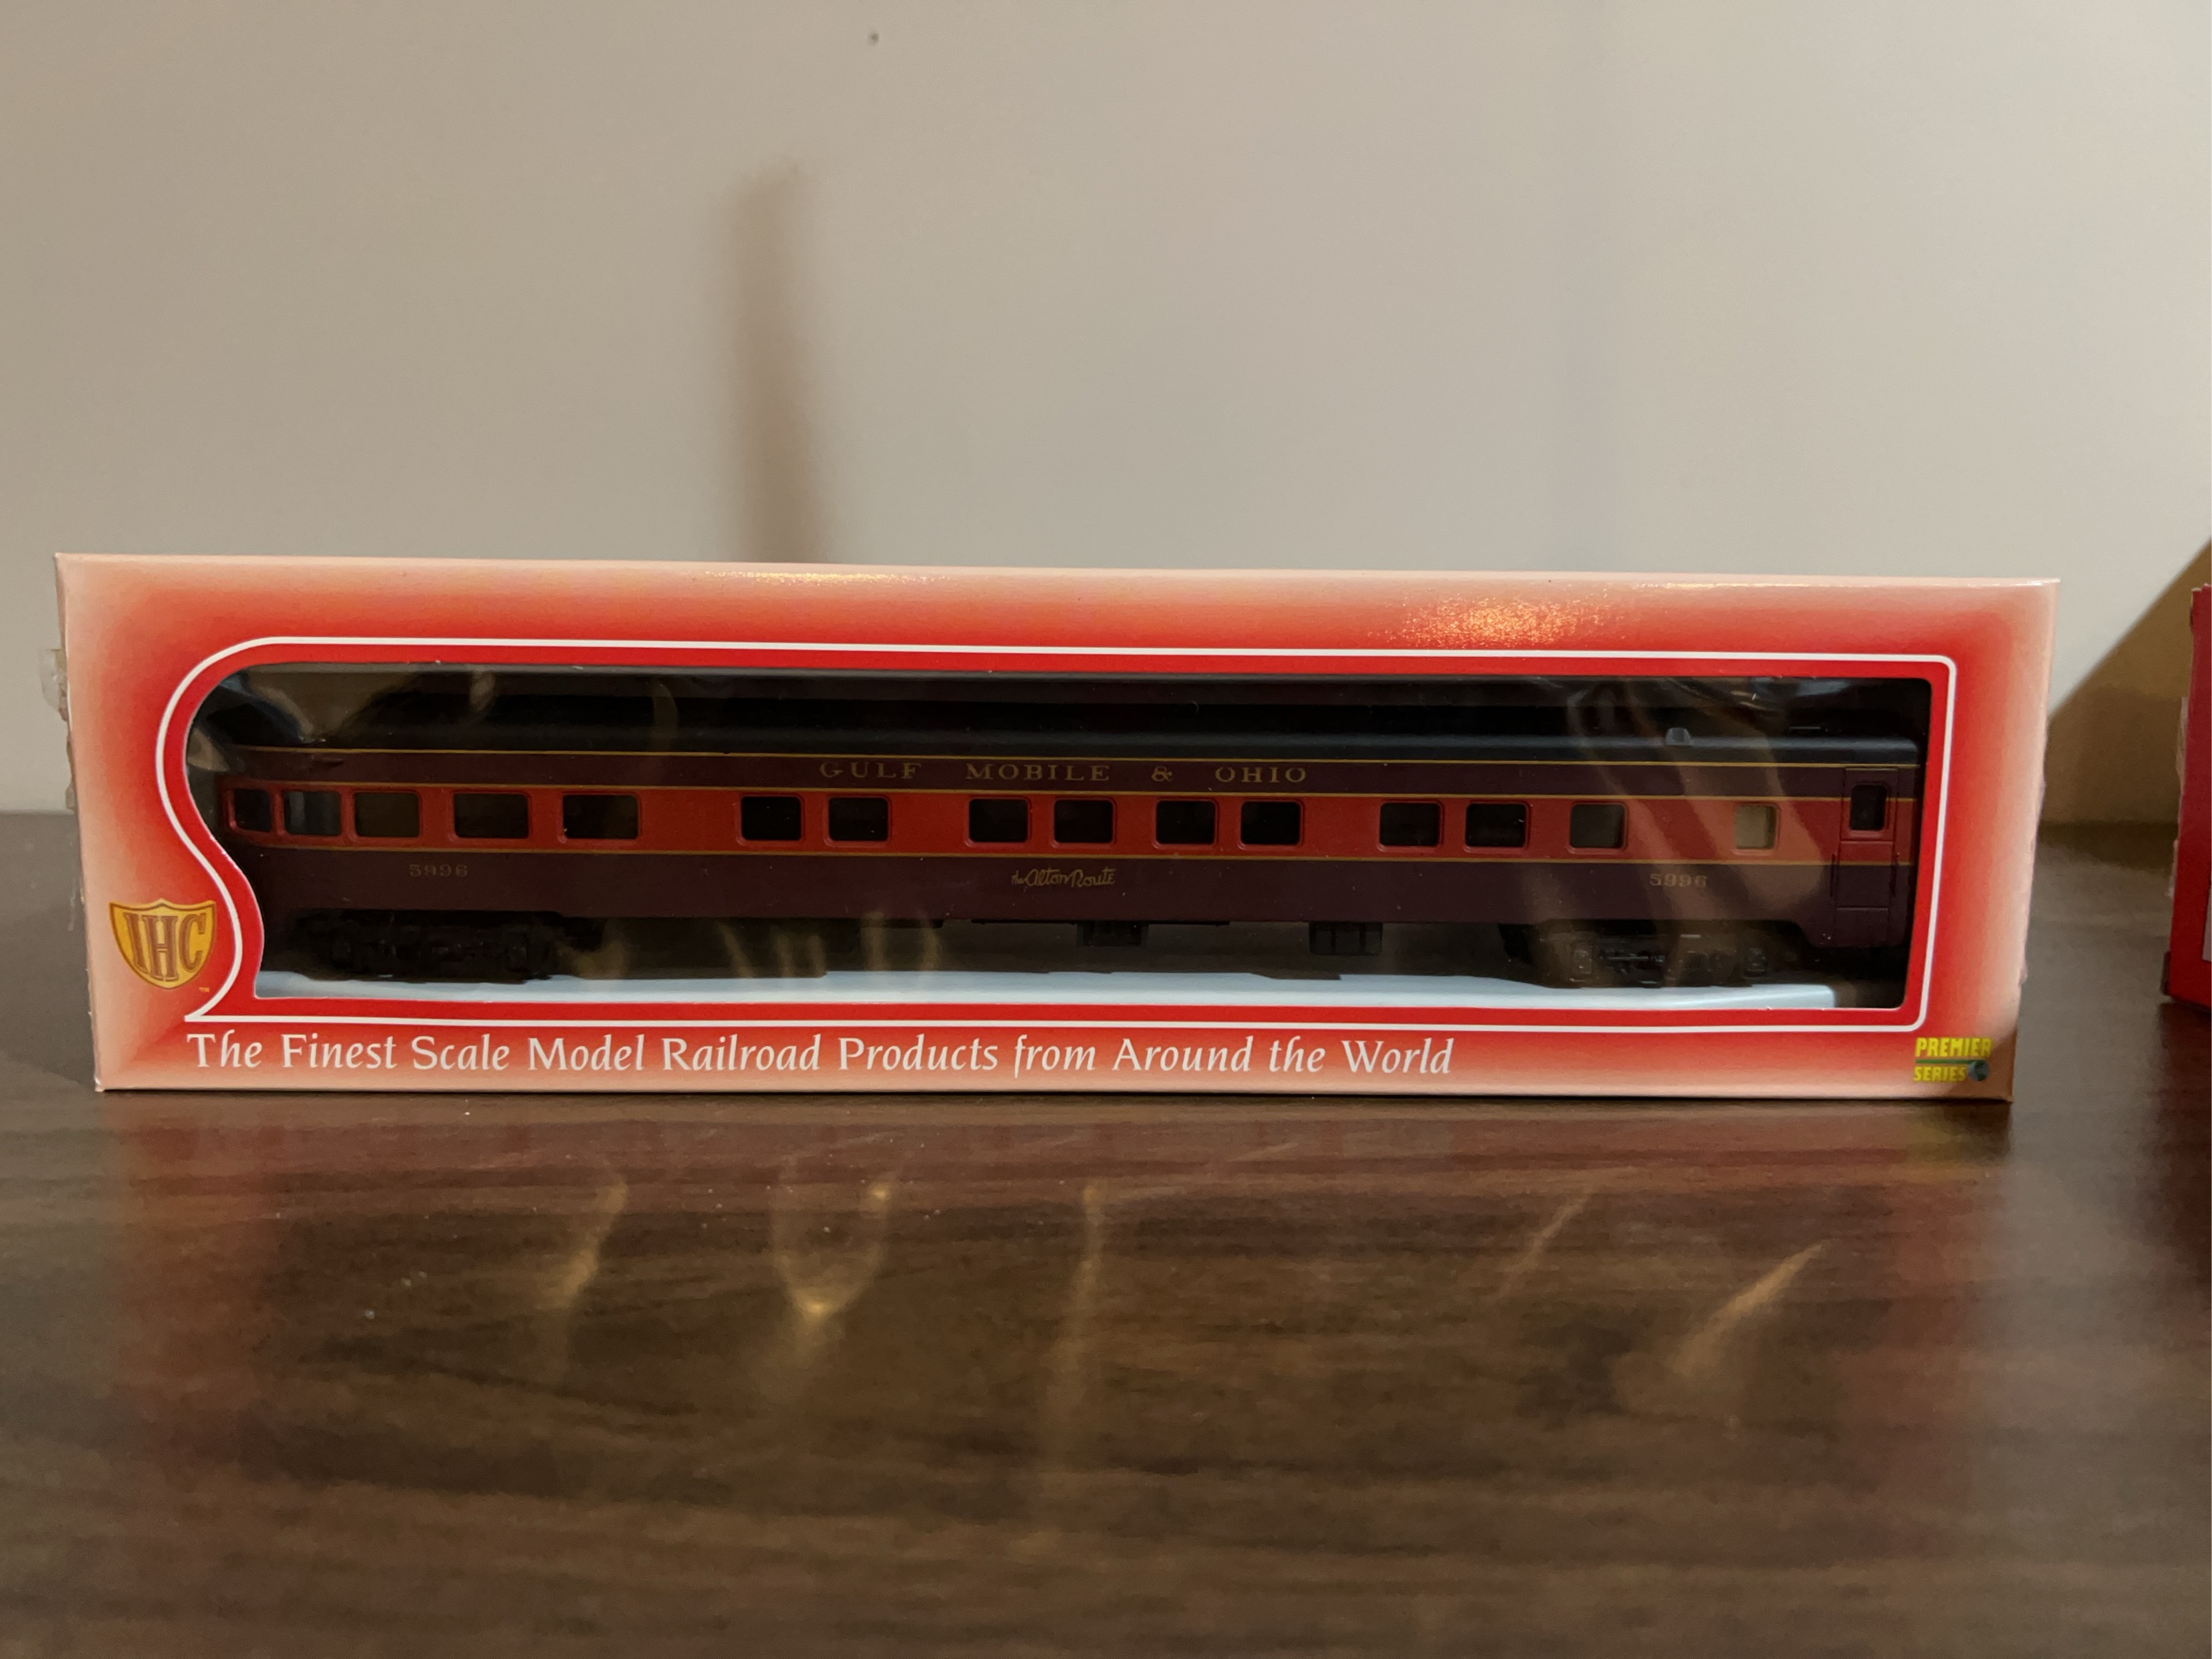 GULF MOBILE & OHIO
5996
the Alton Route
5996
IHC
™
The Finest Scale Model Railroad Products from Around the World
PREMIER
SERIES